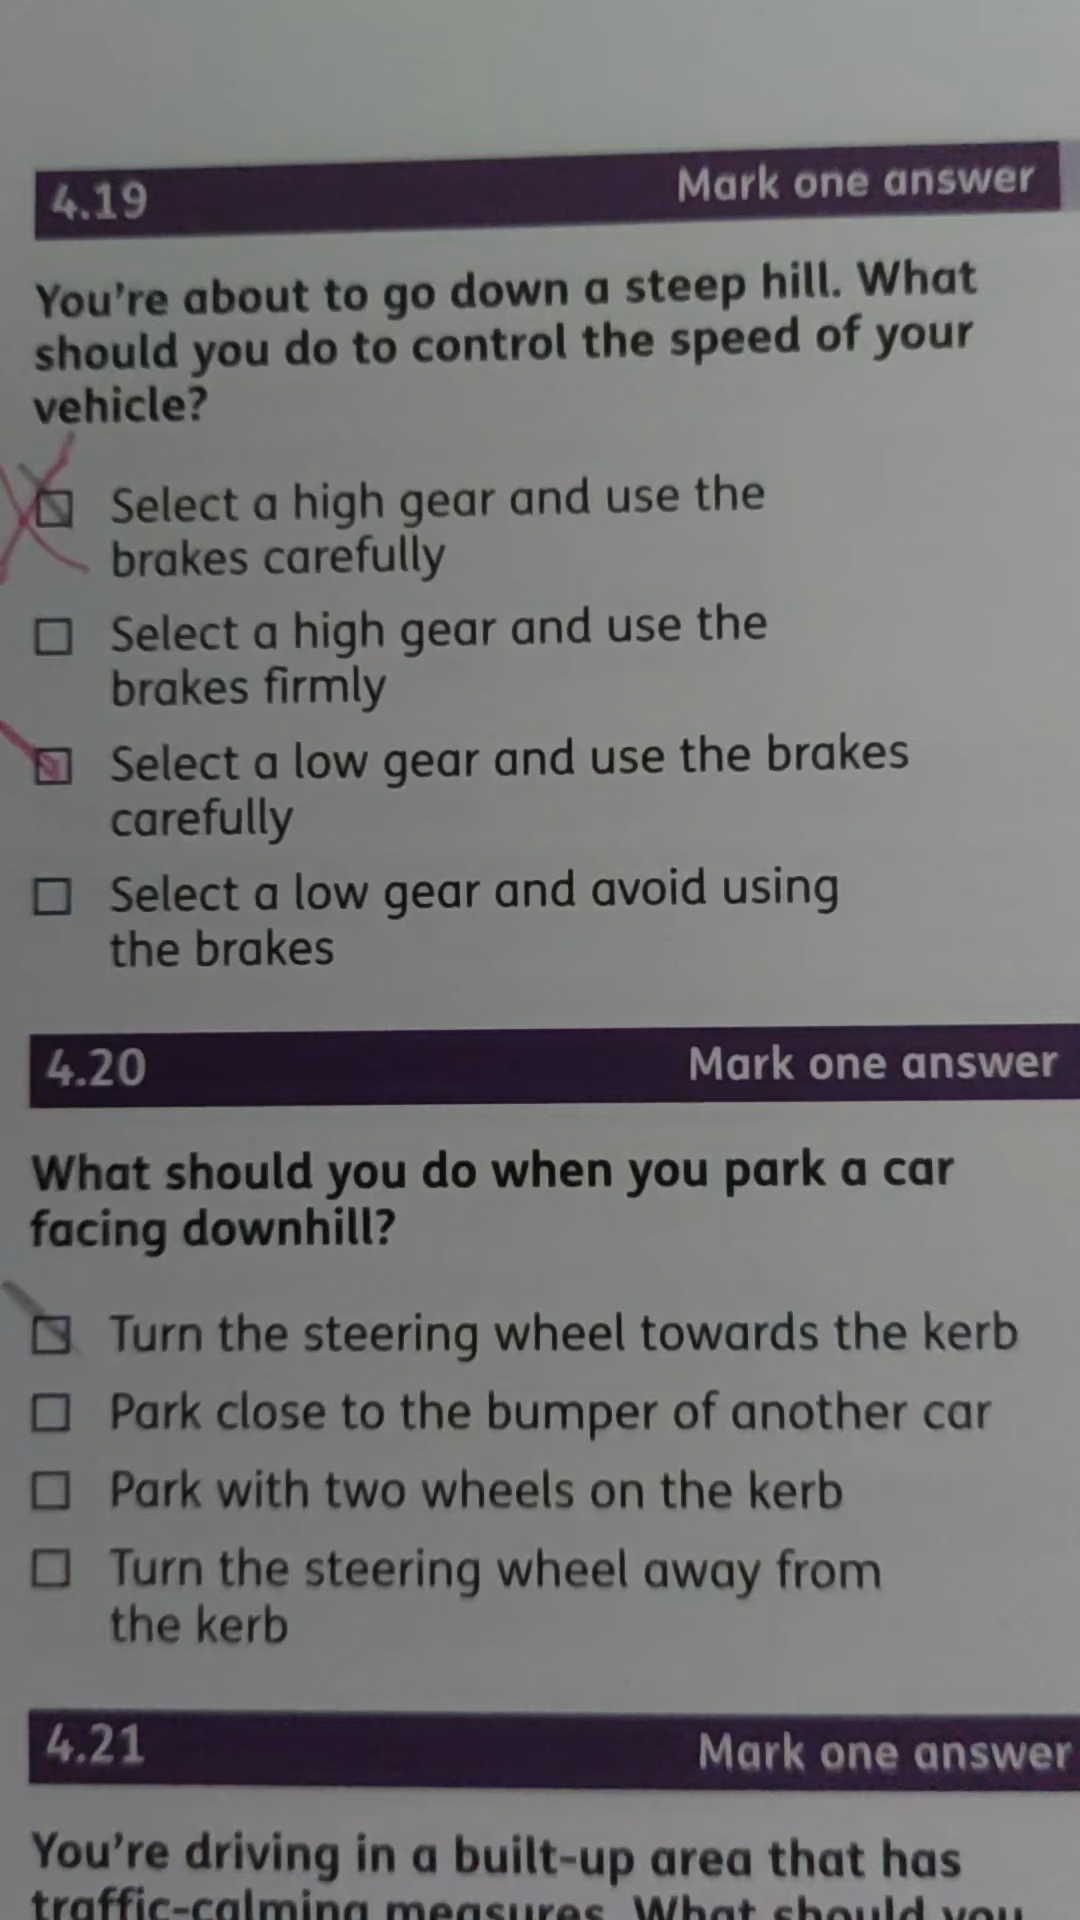 4.19 Mark one answer
You're about to go down a steep hill. What
should you do to control the speed of your
vehicle?
Select a high gear and use the
brakes carefully
Select a high gear and use the
brakes firmly
Select a low gear and use the brakes
carefully
Select a low gear and avoid using
the brakes
4.20 Mark one answer
What should you do when you park a car
facing downhill?
Turn the steering wheel towards the kerb
Park close to the bumper of another car
Park with two wheels on the kerb
Turn the steering wheel away from
the kerb
4.21 Mark one answer
You're driving in a built-up area that has
traffic-calming measures. What should you